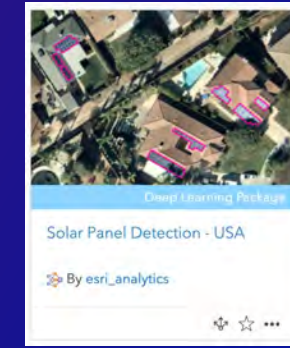 Deep Learning Package
Solar Panel Detection - USA
By esri_analytics